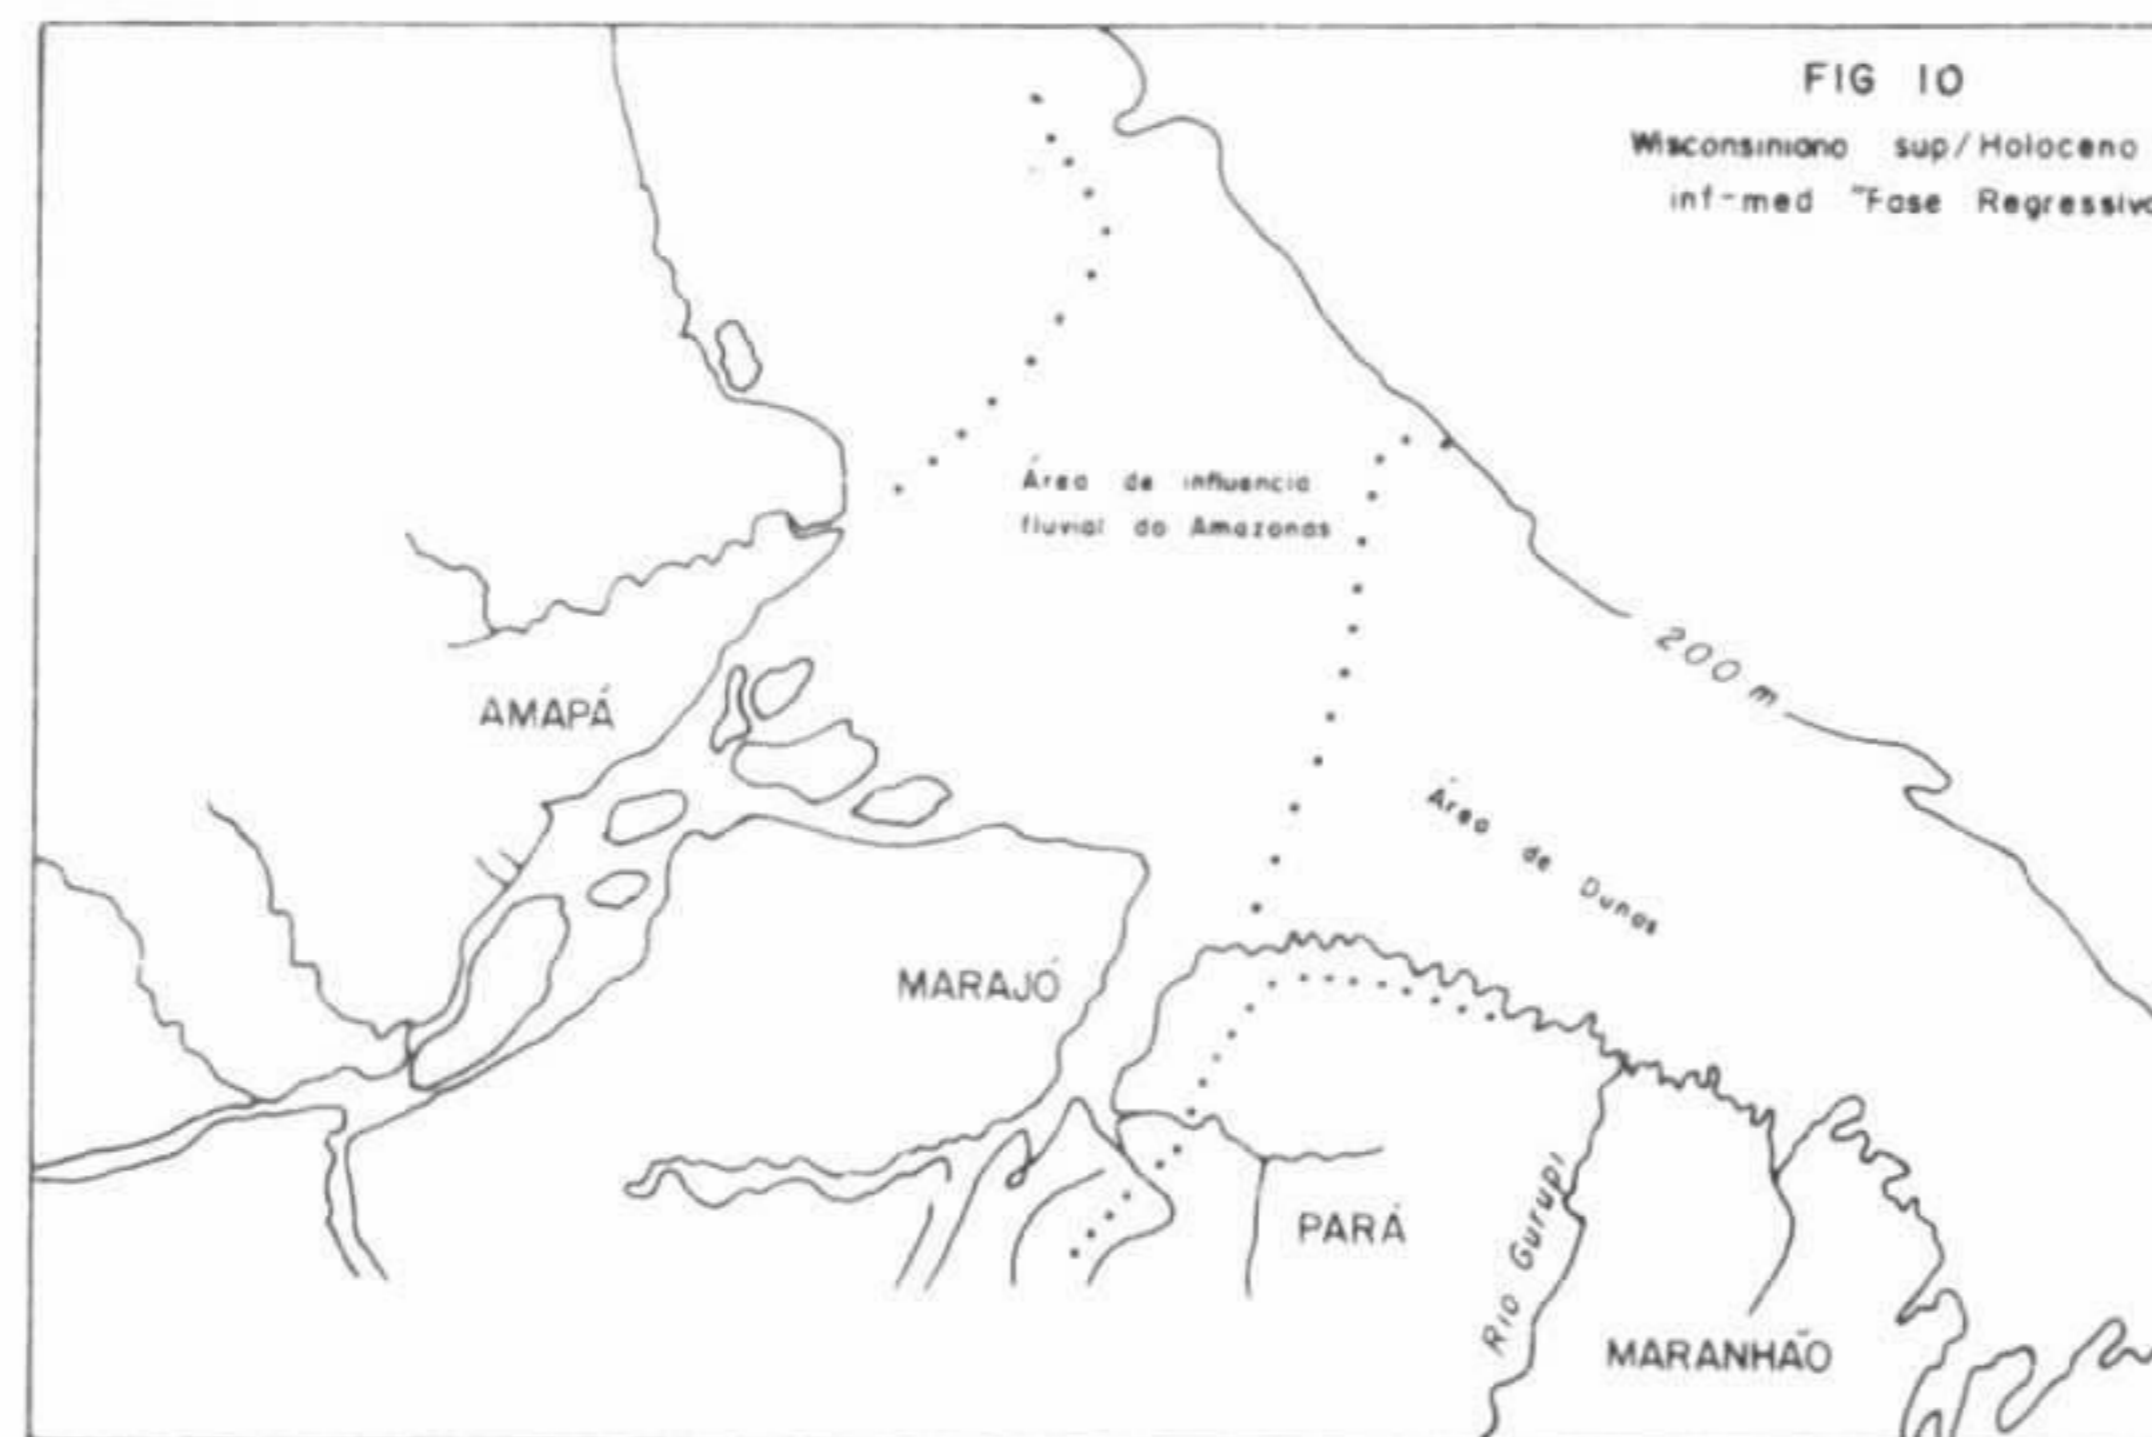 FIG 10
Wisconsiniano sup/Holoceno
inf-med "Fase Regressiva
Área de influencia
fluvial do Amazonas
200 m
AMAPÁ
Área de Dunas
MARAJÓ
PARÁ
Rio Gurupi
MARANHÃO